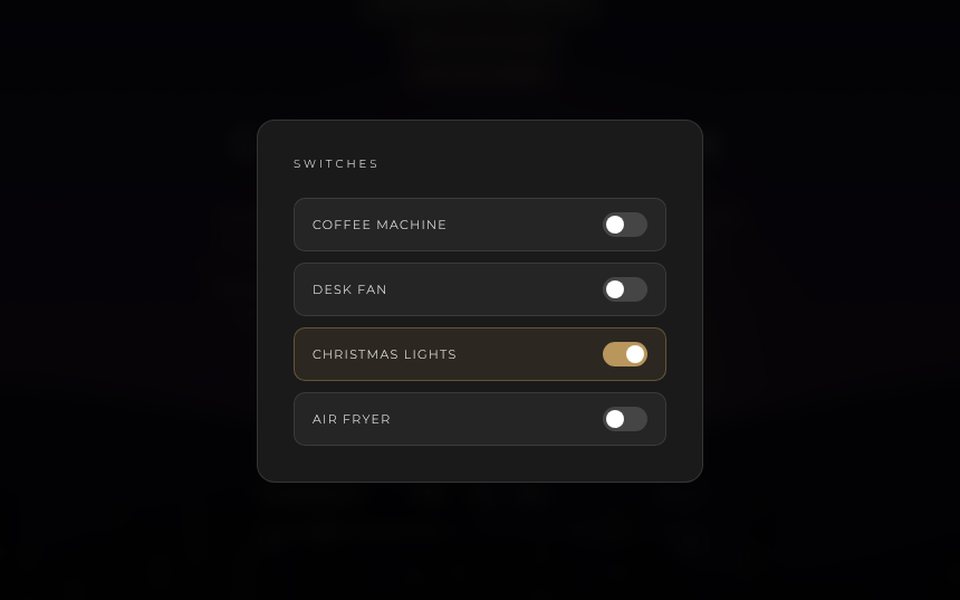 SWITCHES
COFFEE MACHINE
DESK FAN
CHRISTMAS LIGHTS
AIR FRYER